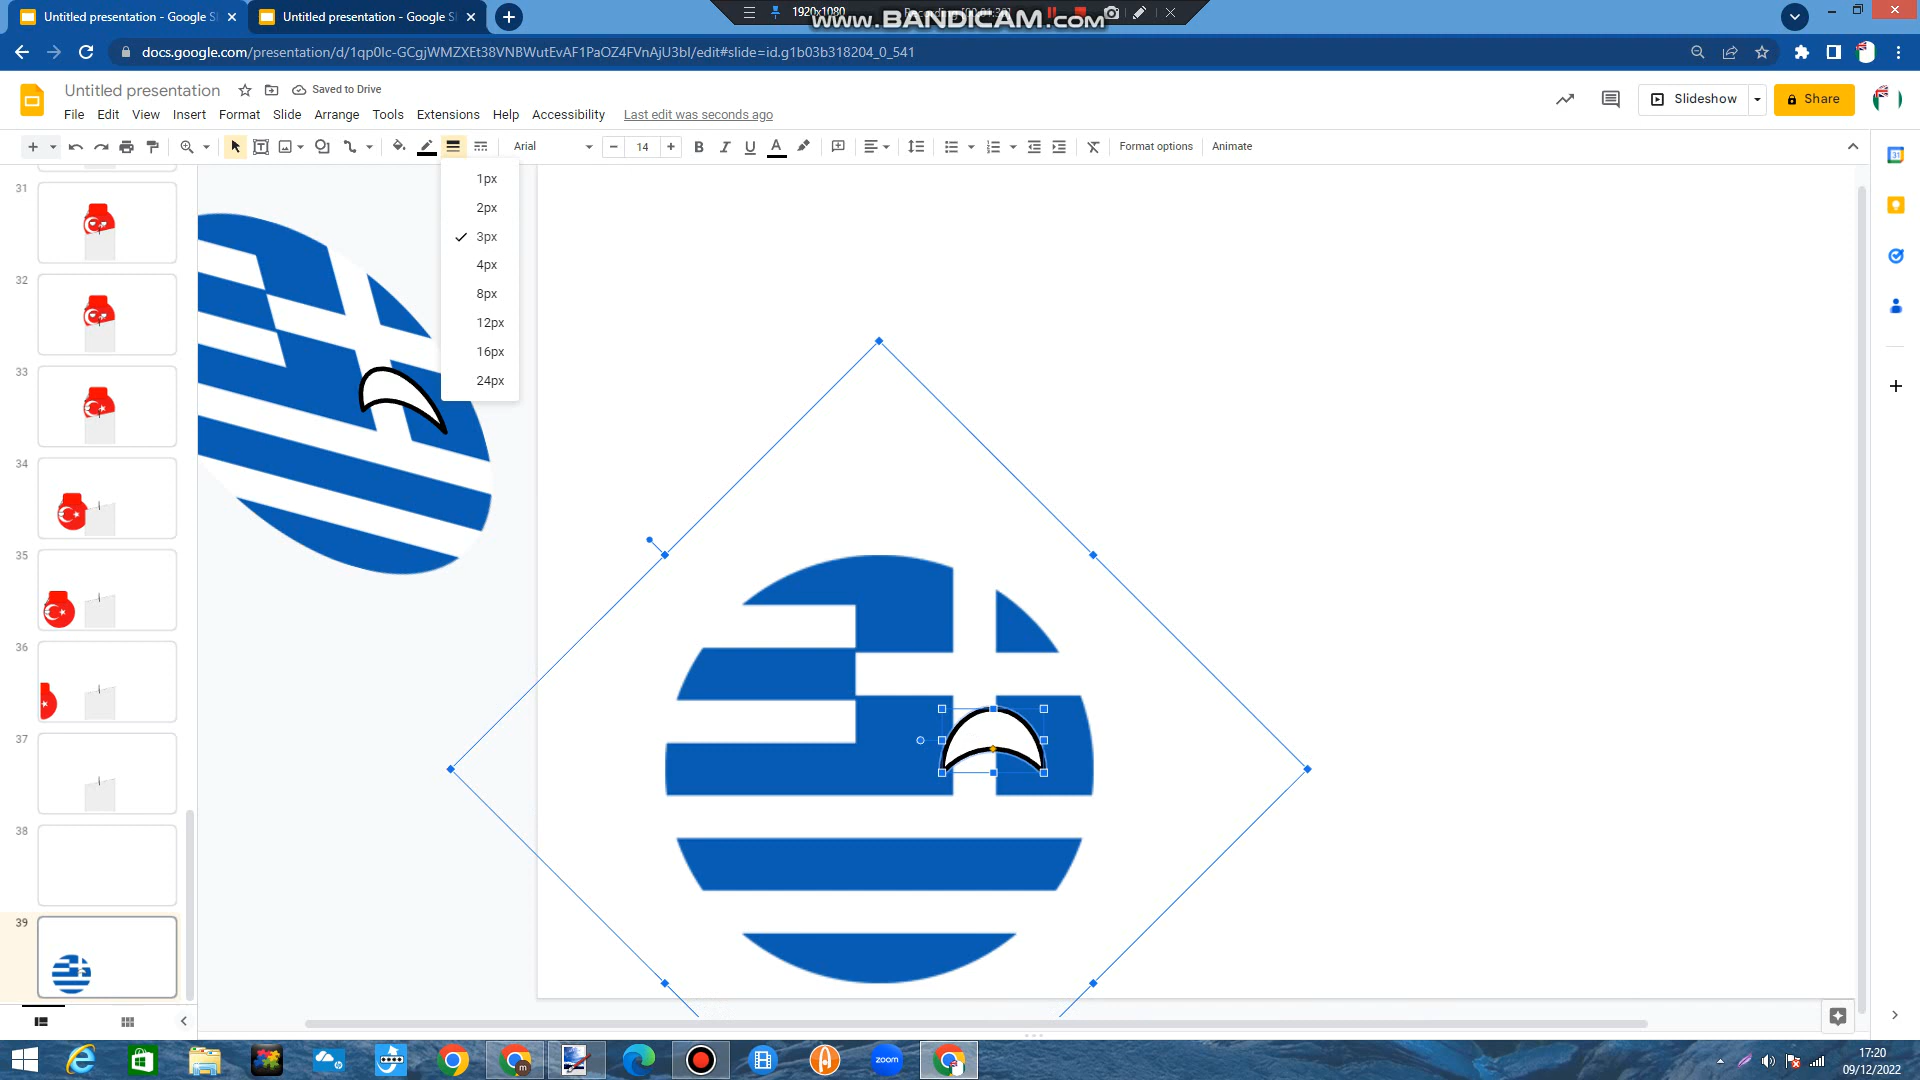 Untitled presentation - Google S
Untitled presentation - Google S
1920x1080
www.BANDICAM.com
docs.google.com/presentation/d/1qp0lc-GCgjWMZXEt38VNBWutEvAF1PaOZ4FVnAjU3bI/edit#slide=id.g1b03b318204_0_541
Untitled presentation
Saved to Drive
File Edit View Insert Format Slide Arrange Tools Extensions Help Accessibility Last edit was seconds ago
Slideshow
Share
Arial
14
B I U A
Format options
Animate
1px
2px
3px
4px
8px
12px
16px
24px
31
32
33
34
35
36
37
38
39
31
zoom
m
17:20
09/12/2022